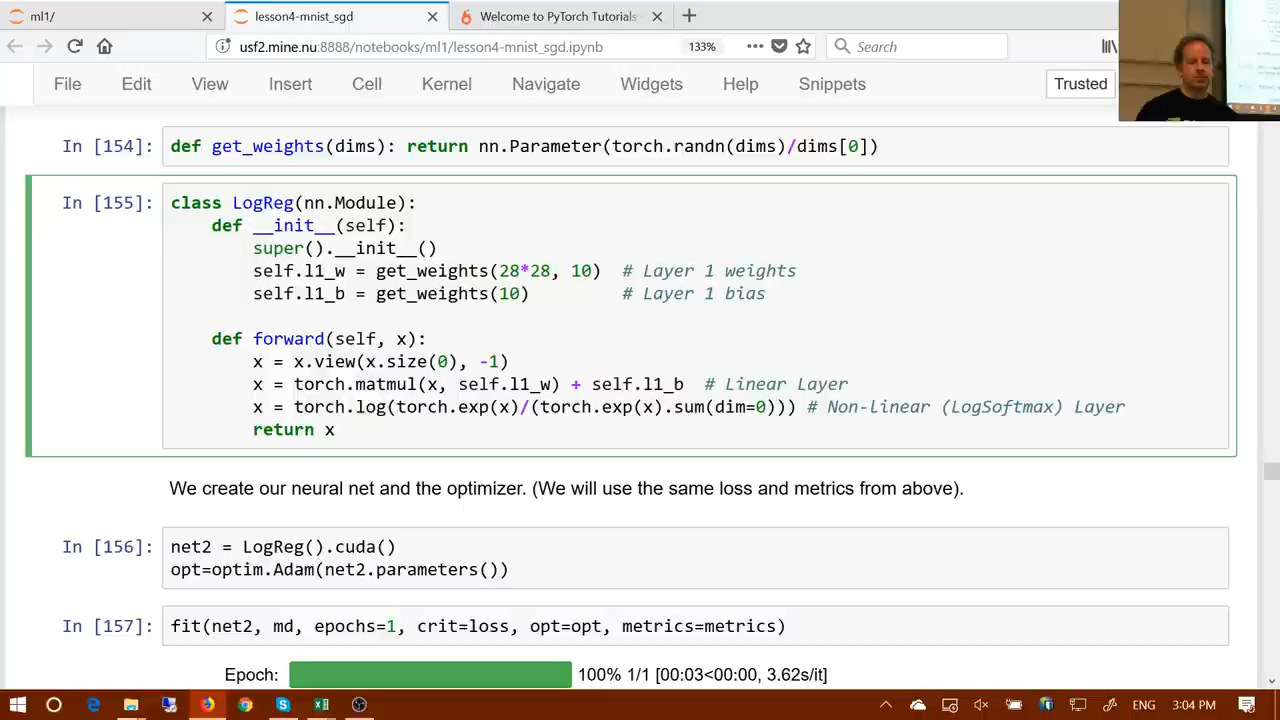 ml1/
lesson4-mnist_sgd
Welcome to PyTorch Tutorials
usf2.mine.nu:8888/notebooks/ml1/lesson4-mnist_sgd.ipynb
133%
Search
File Edit View Insert Cell Kernel Navigate Widgets Help Snippets
Trusted
In [154]: def get_weights(dims): return nn.Parameter(torch.randn(dims)/dims[0])
In [155]: class LogReg(nn.Module):
def __init__(self):
super().__init__()
self.l1_w = get_weights(28*28, 10)  # Layer 1 weights
self.l1_b = get_weights(10)         # Layer 1 bias
def forward(self, x):
x = x.view(x.size(0), -1)
x = torch.matmul(x, self.l1_w) + self.l1_b  # Linear Layer
x = torch.log(torch.exp(x)/(torch.exp(x).sum(dim=0))) # Non-linear (LogSoftmax) Layer
return x
We create our neural net and the optimizer. (We will use the same loss and metrics from above).
In [156]: net2 = LogReg().cuda()
opt=optim.Adam(net2.parameters())
In [157]: fit(net2, md, epochs=1, crit=loss, opt=opt, metrics=metrics)
Epoch: 100% 1/1 [00:03<00:00, 3.62s/it]
ENG 3:04 PM